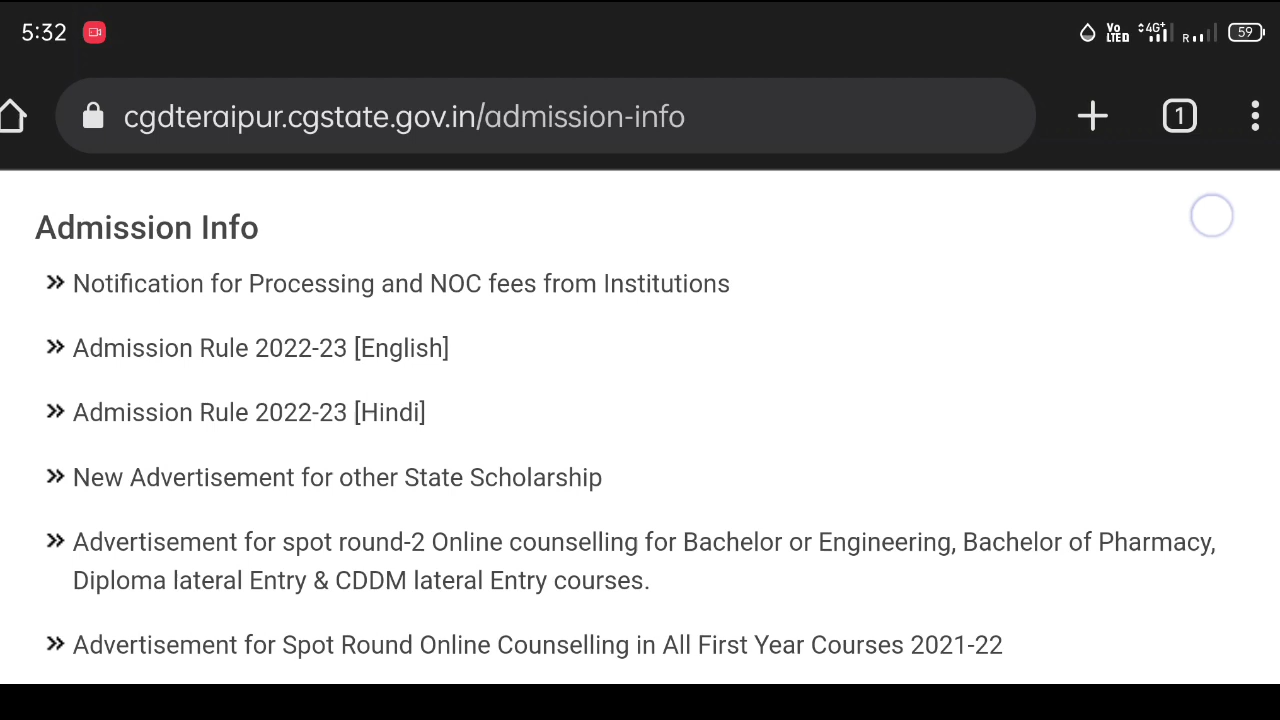 5:32
Vo LTE 4G+ R 59
cgdteraipur.cgstate.gov.in/admission-info
1
Admission Info
Notification for Processing and NOC fees from Institutions
Admission Rule 2022-23 [English]
Admission Rule 2022-23 [Hindi]
New Advertisement for other State Scholarship
Advertisement for spot round-2 Online counselling for Bachelor or Engineering, Bachelor of Pharmacy,
Diploma lateral Entry & CDDM lateral Entry courses.
Advertisement for Spot Round Online Counselling in All First Year Courses 2021-22